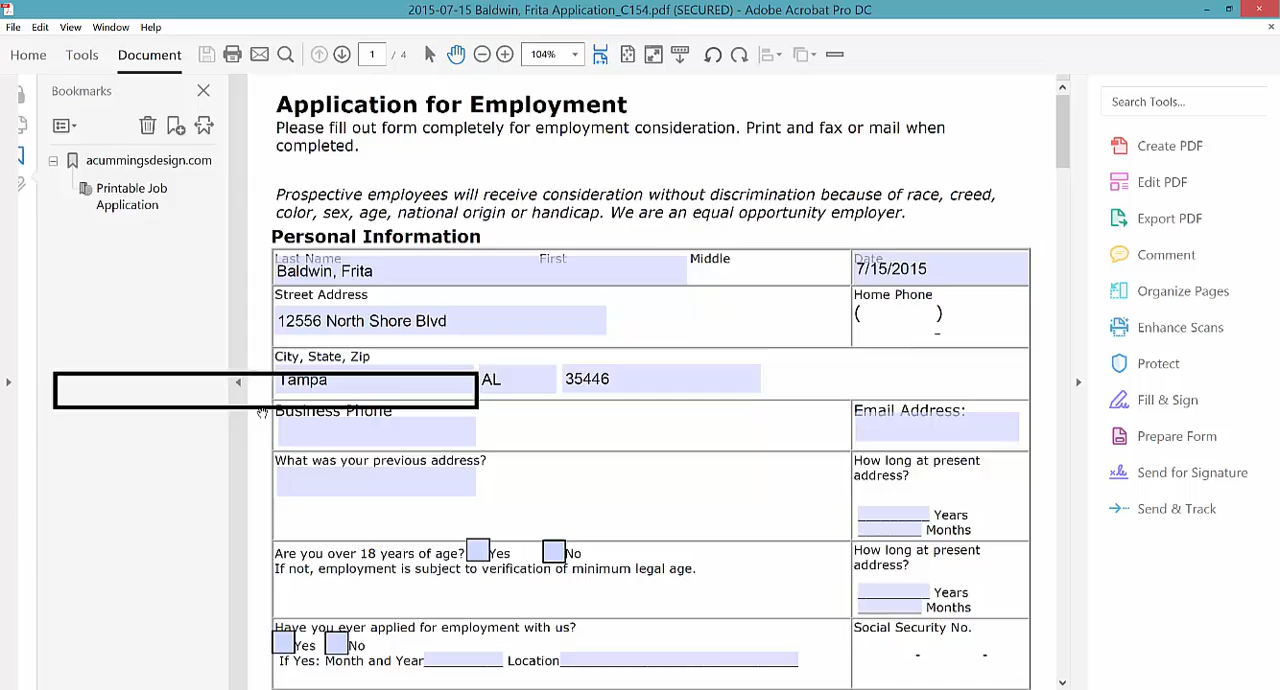 2015-07-15 Baldwin, Frita Application_C154.pdf (SECURED) - Adobe Acrobat Pro DC
File Edit View Window Help
Home Tools Document 1 / 4 104%
Bookmarks
acummingsdesign.com
Printable Job
Application
Application for Employment
Please fill out form completely for employment consideration. Print and fax or mail when
completed.
Prospective employees will receive consideration without discrimination because of race, creed,
color, sex, age, national origin or handicap. We are an equal opportunity employer.
Personal Information
Last Name First Middle Date
Baldwin, Frita 7/15/2015
Street Address Home Phone
12556 North Shore Blvd ( )
-
City, State, Zip
Tampa AL 35446
Business Phone Email Address:
What was your previous address? How long at present
address?
_________ Years
________ Months
Are you over 18 years of age? Yes No How long at present
If not, employment is subject to verification of minimum legal age. address?
_________ Years
________ Months
Have you ever applied for employment with us? Social Security No.
Yes No - -
If Yes: Month and Year__________ Location______________________________
Search Tools...
Create PDF
Edit PDF
Export PDF
Comment
Organize Pages
Enhance Scans
Protect
Fill & Sign
Prepare Form
Send for Signature
Send & Track